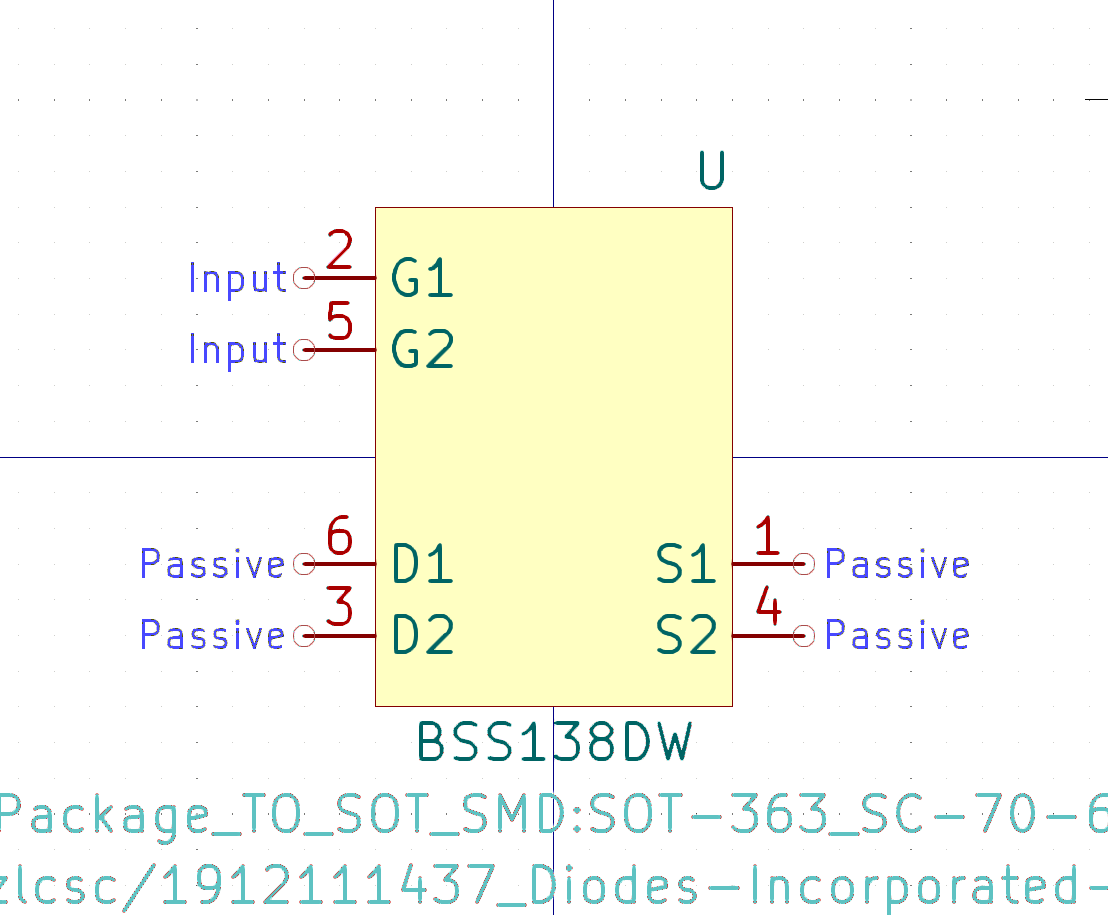 U
2
Input G1
5
Input G2
6 1
Passive D1 S1 Passive
3 4
Passive D2 S2 Passive
BSS138DW
Package_TO_SOT_SMD:SOT-363_SC-70-6
zlcsc/1912111437_Diodes-Incorporated-